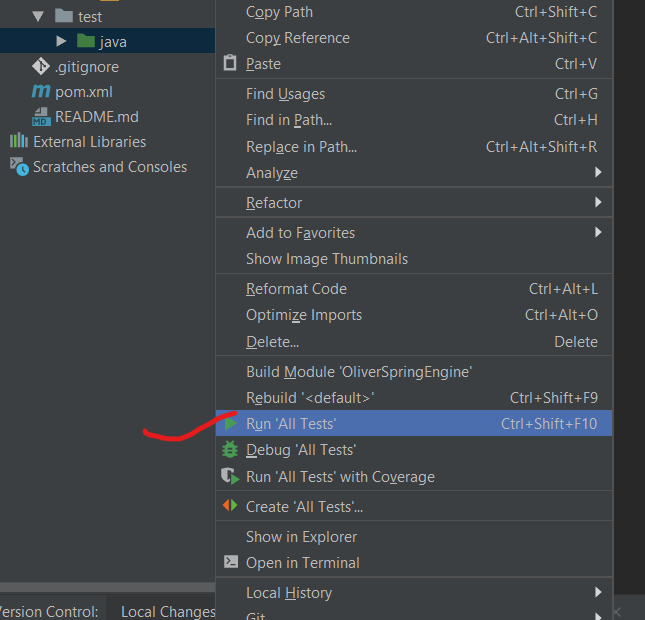 test
java
.gitignore
pom.xml
README.md
External Libraries
Scratches and Consoles
Copy Path Ctrl+Shift+C
Copy Reference Ctrl+Alt+Shift+C
Paste Ctrl+V
Find Usages Ctrl+G
Find in Path... Ctrl+H
Replace in Path... Ctrl+Alt+Shift+R
Analyze
Refactor
Add to Favorites
Show Image Thumbnails
Reformat Code Ctrl+Alt+L
Optimize Imports Ctrl+Alt+O
Delete... Delete
Build Module 'OliverSpringEngine'
Rebuild '<default>' Ctrl+Shift+F9
Run 'All Tests' Ctrl+Shift+F10
Debug 'All Tests'
Run 'All Tests' with Coverage
Create 'All Tests'...
Show in Explorer
Open in Terminal
Local History
Git
ersion Control: Local Changes